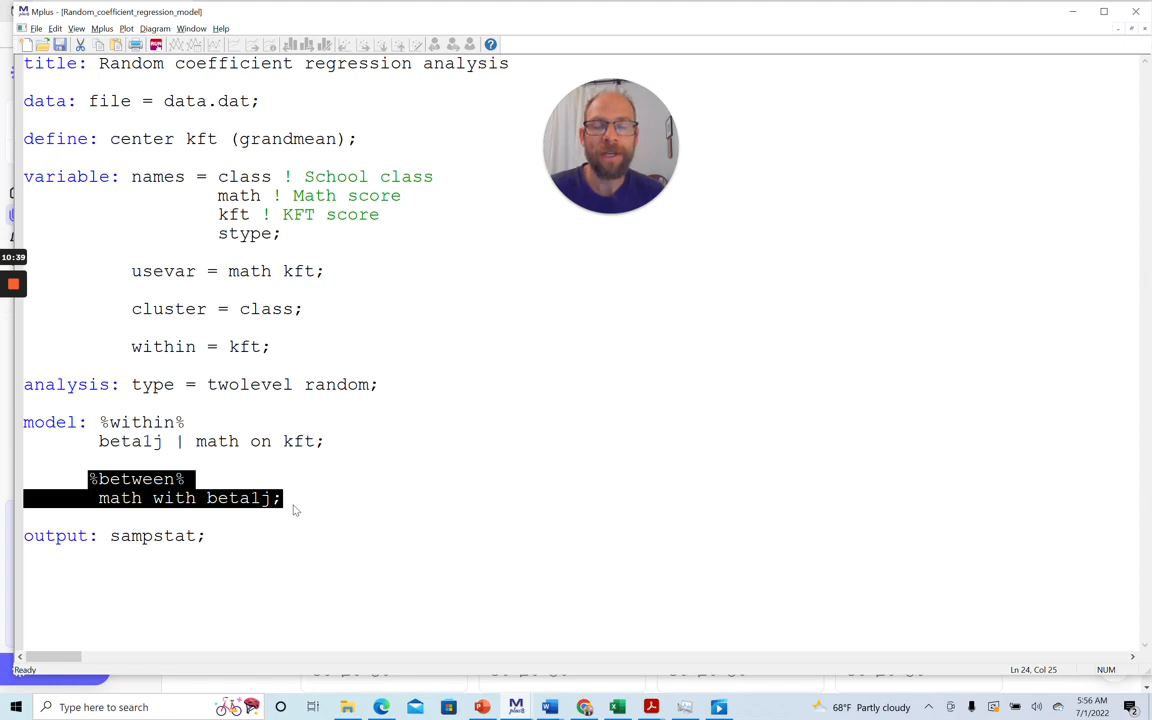 Mplus - [Random_coefficient_regression_model]
File Edit View Mplus Plot Diagram Window Help
RUN
title: Random coefficient regression analysis
data: file = data.dat;
define: center kft (grandmean);
variable: names = class ! School class
math ! Math score
kft ! KFT score
stype;
10:39
usevar = math kft;
cluster = class;
within = kft;
analysis: type = twolevel random;
model: %within%
beta1j | math on kft;
%between%
math with beta1j;
output: sampstat;
Ready
Ln 24, Col 25
NUM
Type here to search
68°F Partly cloudy
5:56 AM
7/1/2022
2